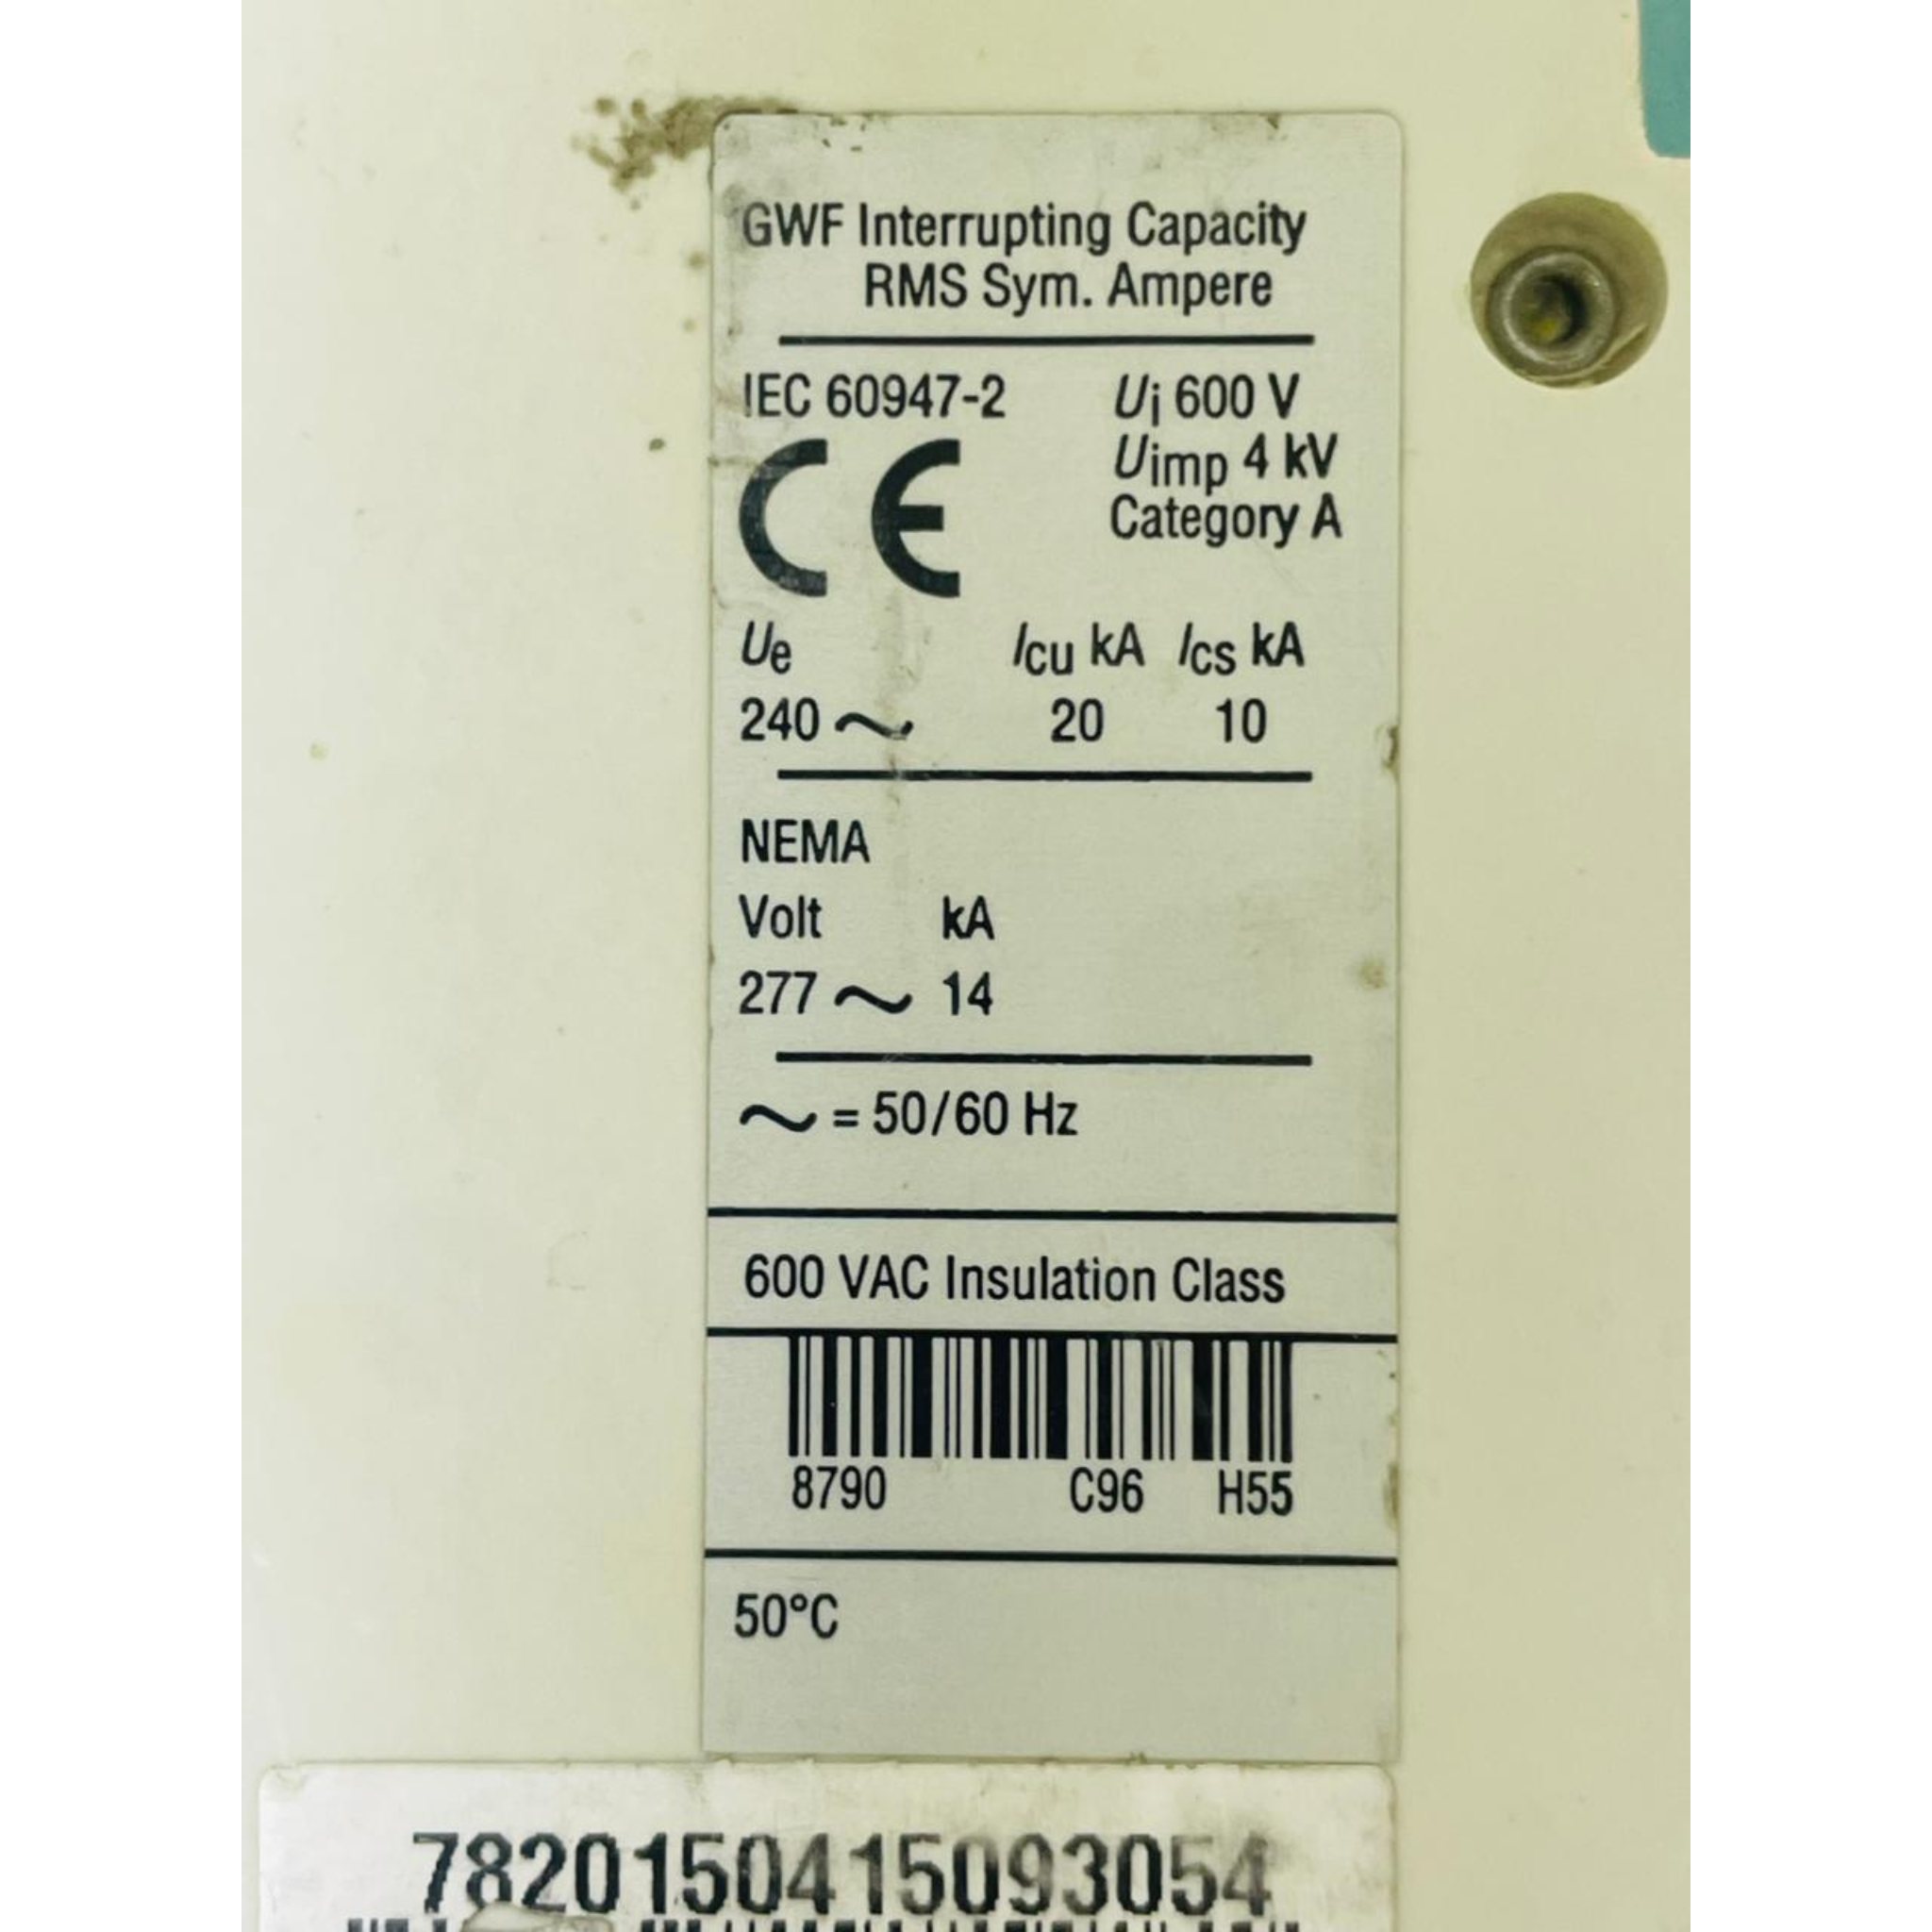 GWF Interrupting Capacity
RMS Sym. Ampere
IEC 60947-2 Ui 600 V
CE Uimp 4 kV
Category A
Ue Icu kA Ics kA
240 ~ 20 10
NEMA
Volt kA
277 ~ 14
~ = 50/60 Hz
600 VAC Insulation Class
8790 C96 H55
50°C
7820150415093054